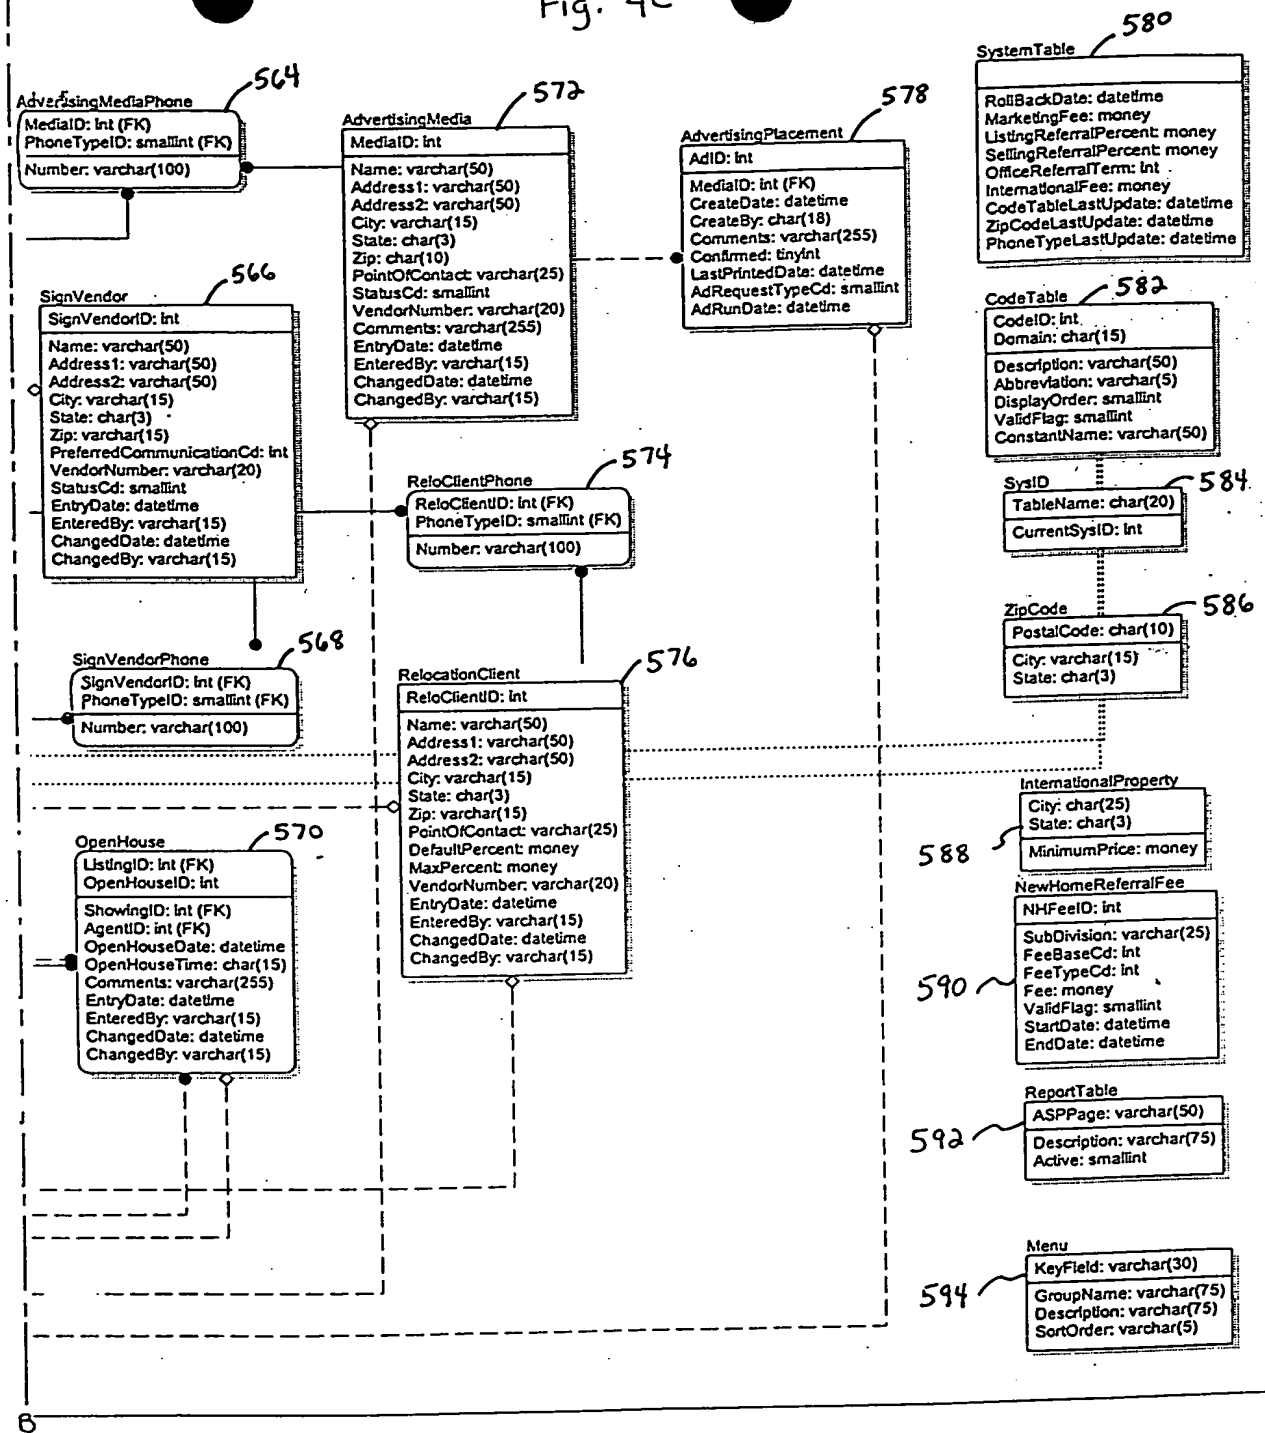 Fig. 4C
564
AdvertisingMediaPhone
MediaID: int (FK)
PhoneTypeID: smallint (FK)
Number: varchar(100)
572
AdvertisingMedia
MediaID: int
Name: varchar(50)
Address1: varchar(50)
Address2: varchar(50)
City: varchar(15)
State: char(3)
Zip: char(10)
PointOfContact: varchar(25)
StatusCd: smallint
VendorNumber: varchar(20)
Comments: varchar(255)
EntryDate: datetime
EnteredBy: varchar(15)
ChangedDate: datetime
ChangedBy: varchar(15)
578
AdvertisingPlacement
AdID: int
MediaID: int (FK)
CreateDate: datetime
CreateBy: char(18)
Comments: varchar(255)
Confirmed: tinyint
LastPrintedDate: datetime
AdRequestTypeCd: smallint
AdRunDate: datetime
580
SystemTable
RollBackDate: datetime
MarketingFee: money
ListingReferralPercent: money
SellingReferralPercent: money
OfficeReferralTerm: int
InternationalFee: money
CodeTableLastUpdate: datetime
ZipCodeLastUpdate: datetime
PhoneTypeLastUpdate: datetime
566
SignVendor
SignVendorID: int
Name: varchar(50)
Address1: varchar(50)
Address2: varchar(50)
City: varchar(15)
State: char(3)
Zip: varchar(15)
PreferredCommunicationCd: int
VendorNumber: varchar(20)
StatusCd: smallint
EntryDate: datetime
EnteredBy: varchar(15)
ChangedDate: datetime
ChangedBy: varchar(15)
582
CodeTable
CodeID: int
Domain: char(15)
Description: varchar(50)
Abbreviation: varchar(5)
DisplayOrder: smallint
ValidFlag: smallint
ConstantName: varchar(50)
574
ReloClientPhone
ReloClientID: int (FK)
PhoneTypeID: smallint (FK)
Number: varchar(100)
584
SysID
TableName: char(20)
CurrentSysID: int
586
ZipCode
PostalCode: char(10)
City: varchar(15)
State: char(3)
568
SignVendorPhone
SignVendorID: int (FK)
PhoneTypeID: smallint (FK)
Number: varchar(100)
576
RelocationClient
ReloClientID: int
Name: varchar(50)
Address1: varchar(50)
Address2: varchar(50)
City: varchar(15)
State: char(3)
Zip: varchar(15)
PointOfContact: varchar(25)
DefaultPercent: money
MaxPercent: money
VendorNumber: varchar(20)
EntryDate: datetime
EnteredBy: varchar(15)
ChangedDate: datetime
ChangedBy: varchar(15)
InternationalProperty
City: char(25)
State: char(3)
MinimumPrice: money
588
570
OpenHouse
ListingID: int (FK)
OpenHouseID: int
ShowingID: int (FK)
AgentID: int (FK)
OpenHouseDate: datetime
OpenHouseTime: char(15)
Comments: varchar(255)
EntryDate: datetime
EnteredBy: varchar(15)
ChangedDate: datetime
ChangedBy: varchar(15)
NewHomeReferralFee
NHFeeID: int
SubDivision: varchar(25)
FeeBaseCd: int
FeeTypeCd: int
Fee: money
ValidFlag: smallint
StartDate: datetime
EndDate: datetime
590
ReportTable
ASPPage: varchar(50)
Description: varchar(75)
Active: smallint
592
Menu
KeyField: varchar(30)
GroupName: varchar(75)
Description: varchar(75)
SortOrder: varchar(5)
594
B